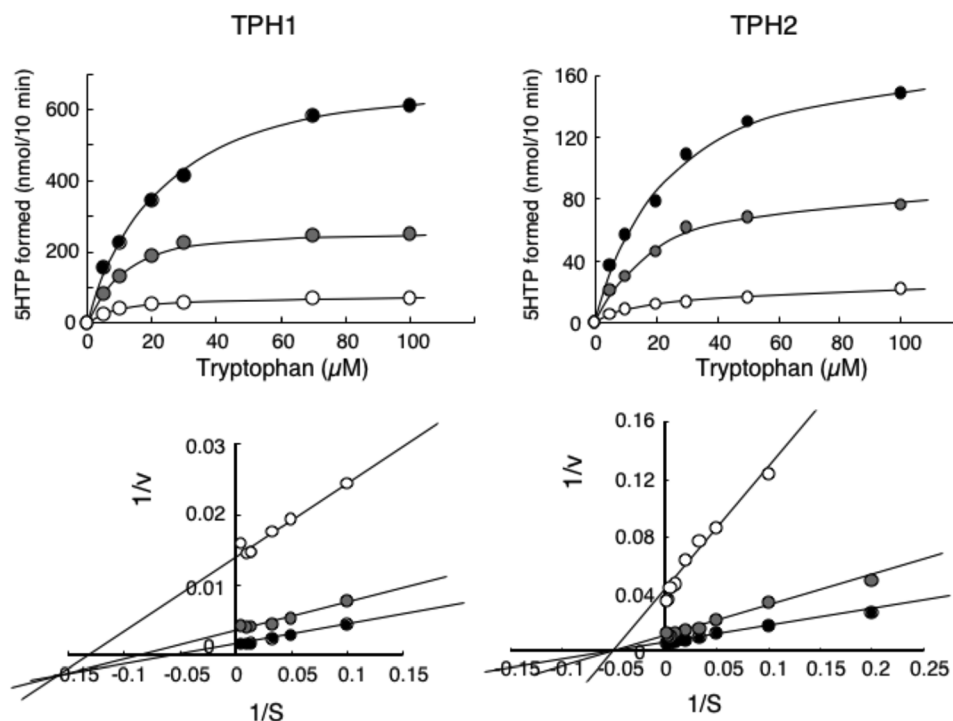 TPH1
TPH2
5HTP formed (nmol/10 min)
600
400
200
0
0 20 40 60 80 100
Tryptophan (µM)
5HTP formed (nmol/10 min)
160
120
80
40
0
0 20 40 60 80 100
Tryptophan (µM)
1/v
0.03
0.02
0.01
0
0.15 -0.1 -0.05 0 0.05 0.1 0.15
1/S
1/v
0.16
0.12
0.08
0.04
0
-0.15 -0.1 -0.05 0 0.05 0.1 0.15 0.2 0.25
1/S